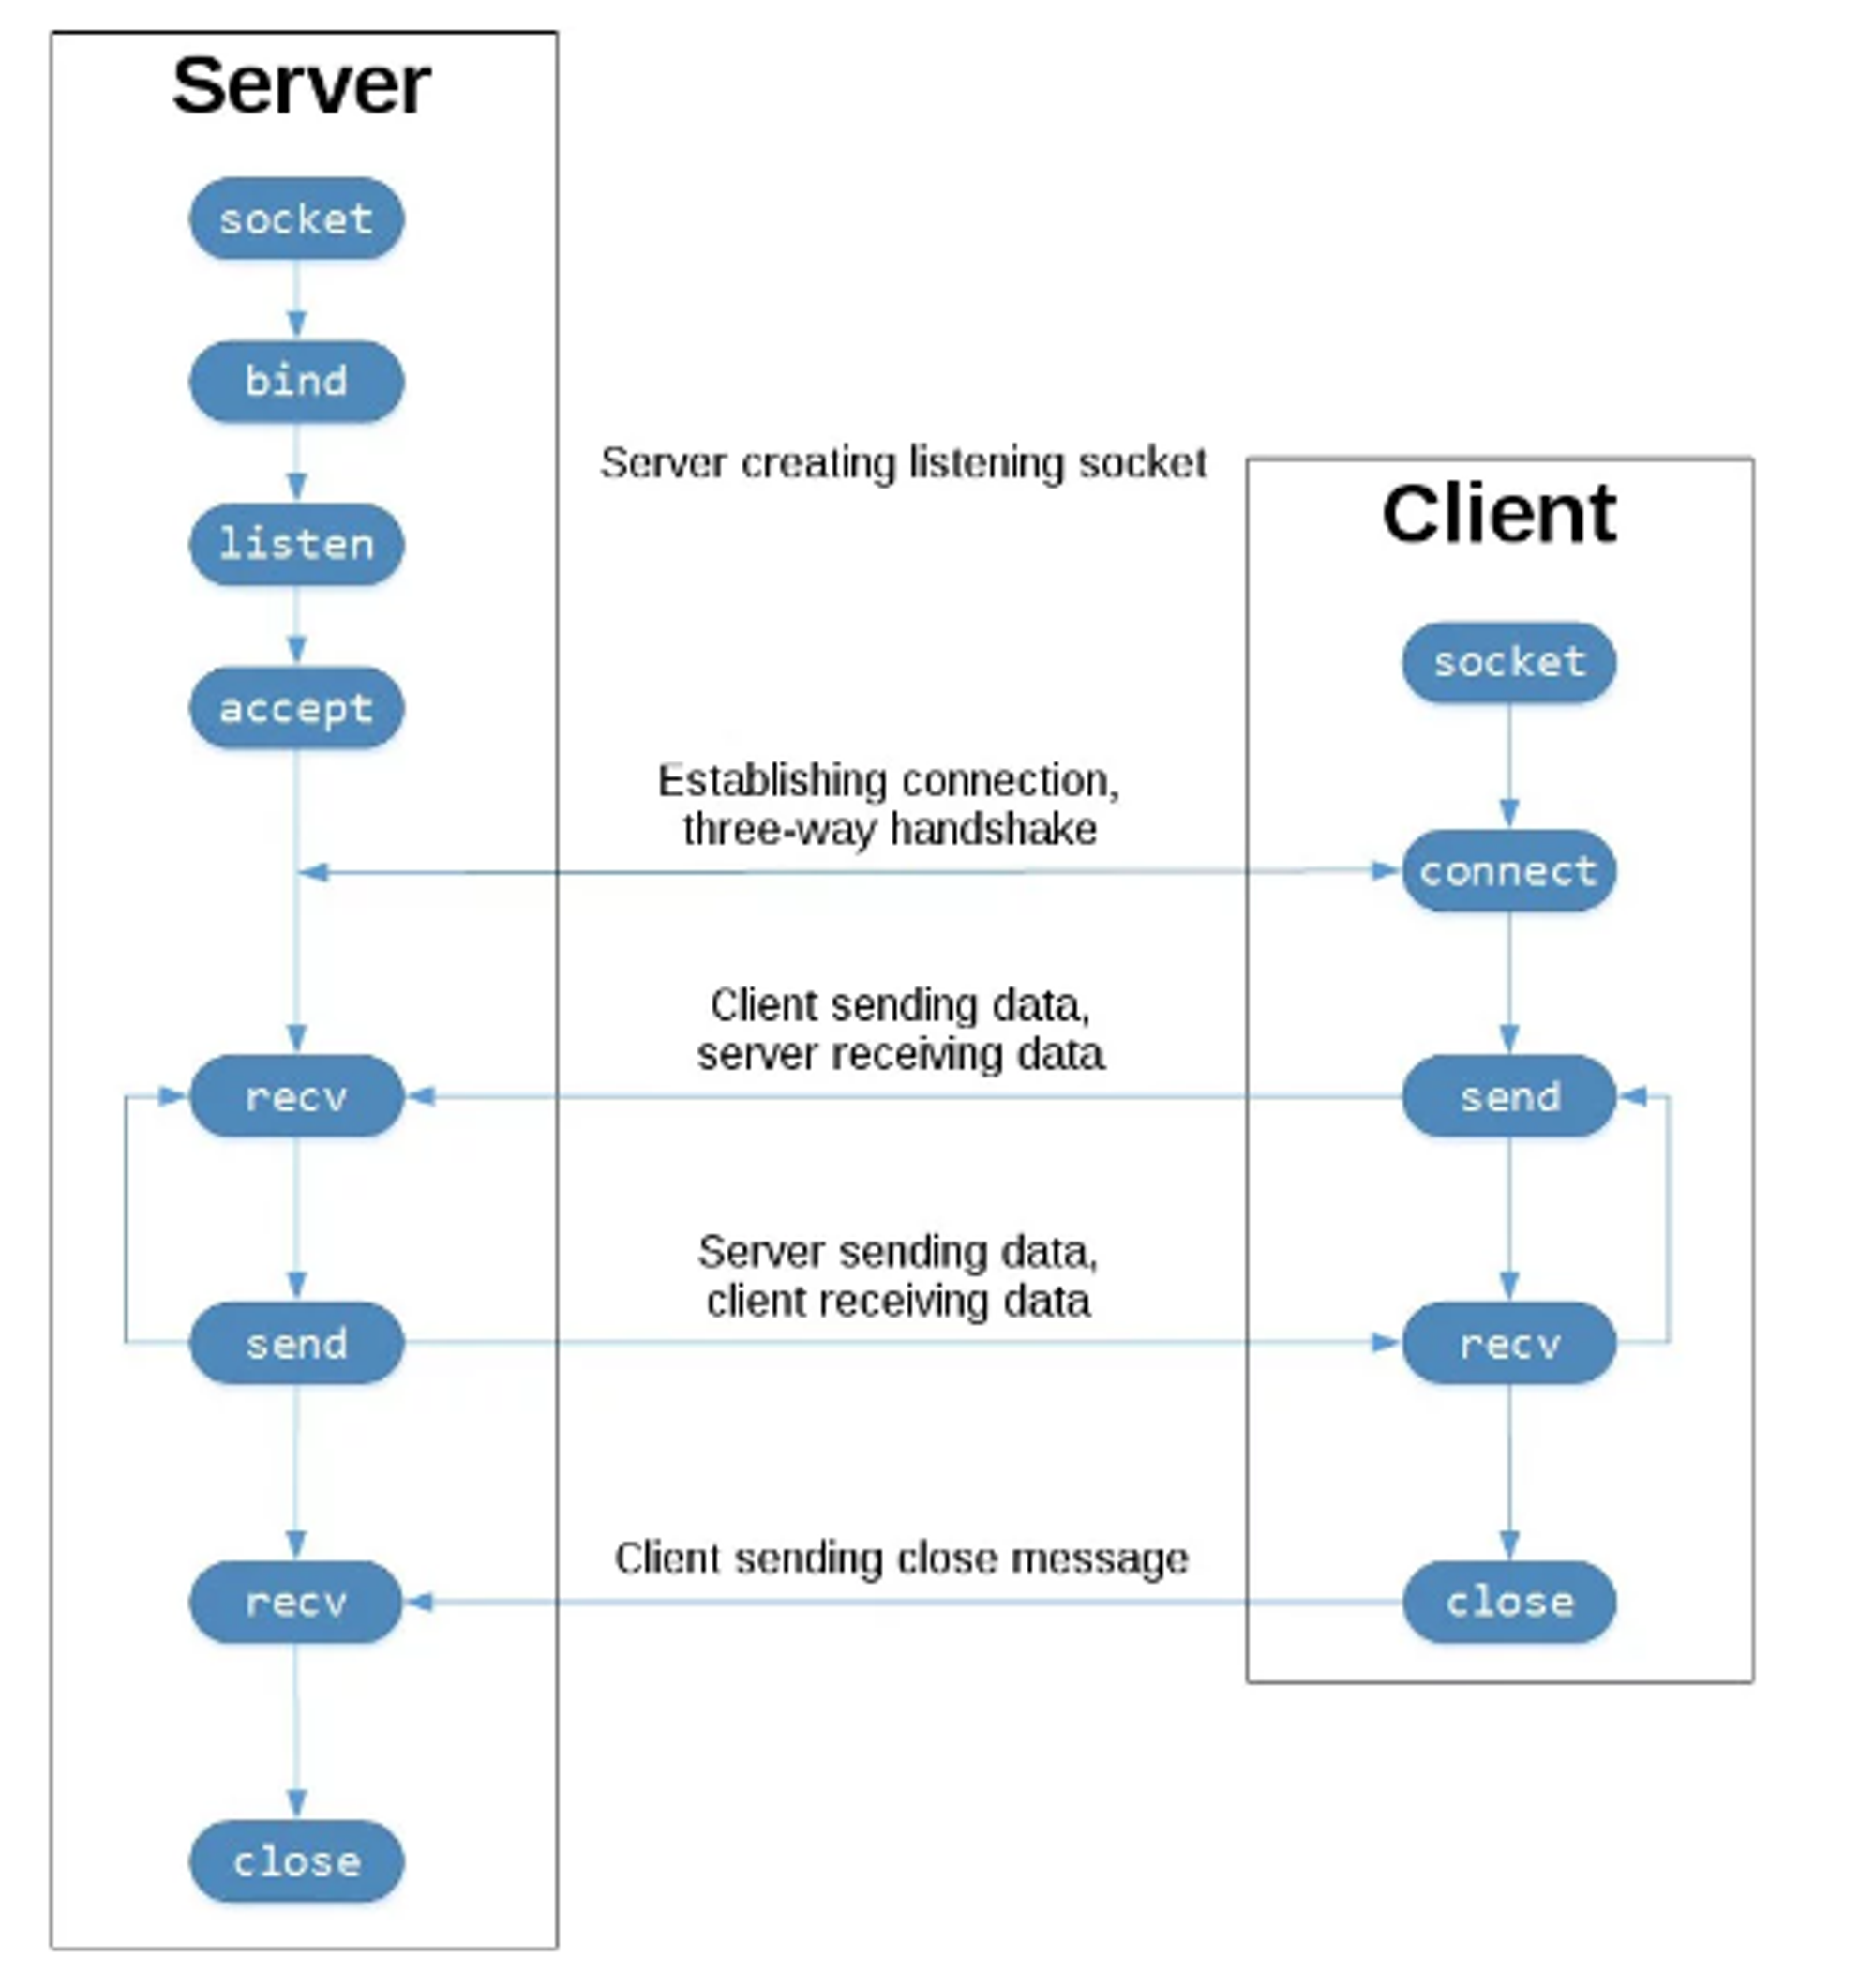 Server
socket
bind
Server creating listening socket
listen
accept
Client
socket
Establishing connection,
three-way handshake
connect
Client sending data,
server receiving data
recv
send
Server sending data,
client receiving data
send
recv
Client sending close message
recv
close
close